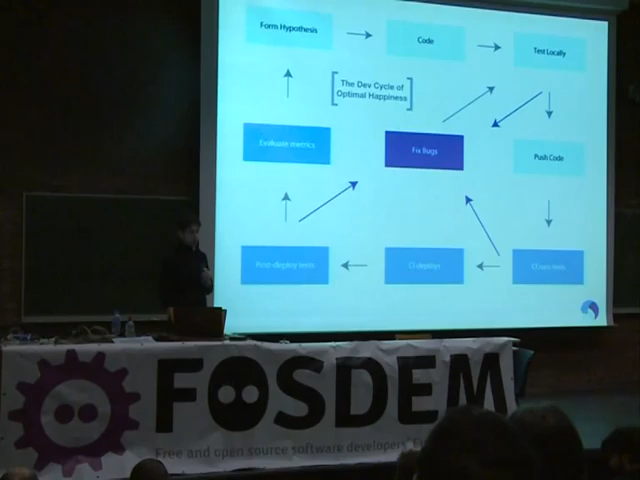 Form Hypothesis
Code
Test Locally
The Dev Cycle of
Optimal Happiness
Evaluate metrics
Fix Bugs
Push Code
Post-deploy tests
CI deploys
CI runs tests
FOSDEM
Free and open source software developers'